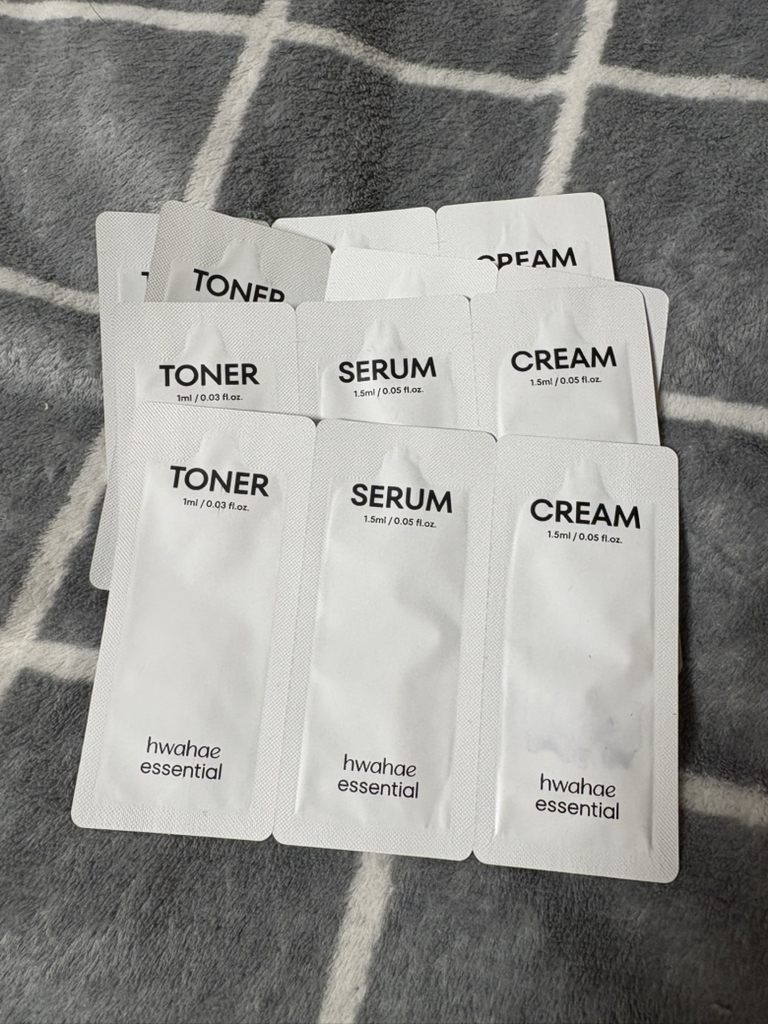 CREAM
TONER
TONER
1ml / 0.03 fl.oz.
SERUM
1.5ml / 0.05 fl.oz.
CREAM
1.5ml / 0.05 fl.oz.
TONER
1ml / 0.03 fl.oz.
SERUM
1.5ml / 0.05 fl.oz.
CREAM
1.5ml / 0.05 fl.oz.
hwahae
essential
hwahae
essential
hwahae
essential